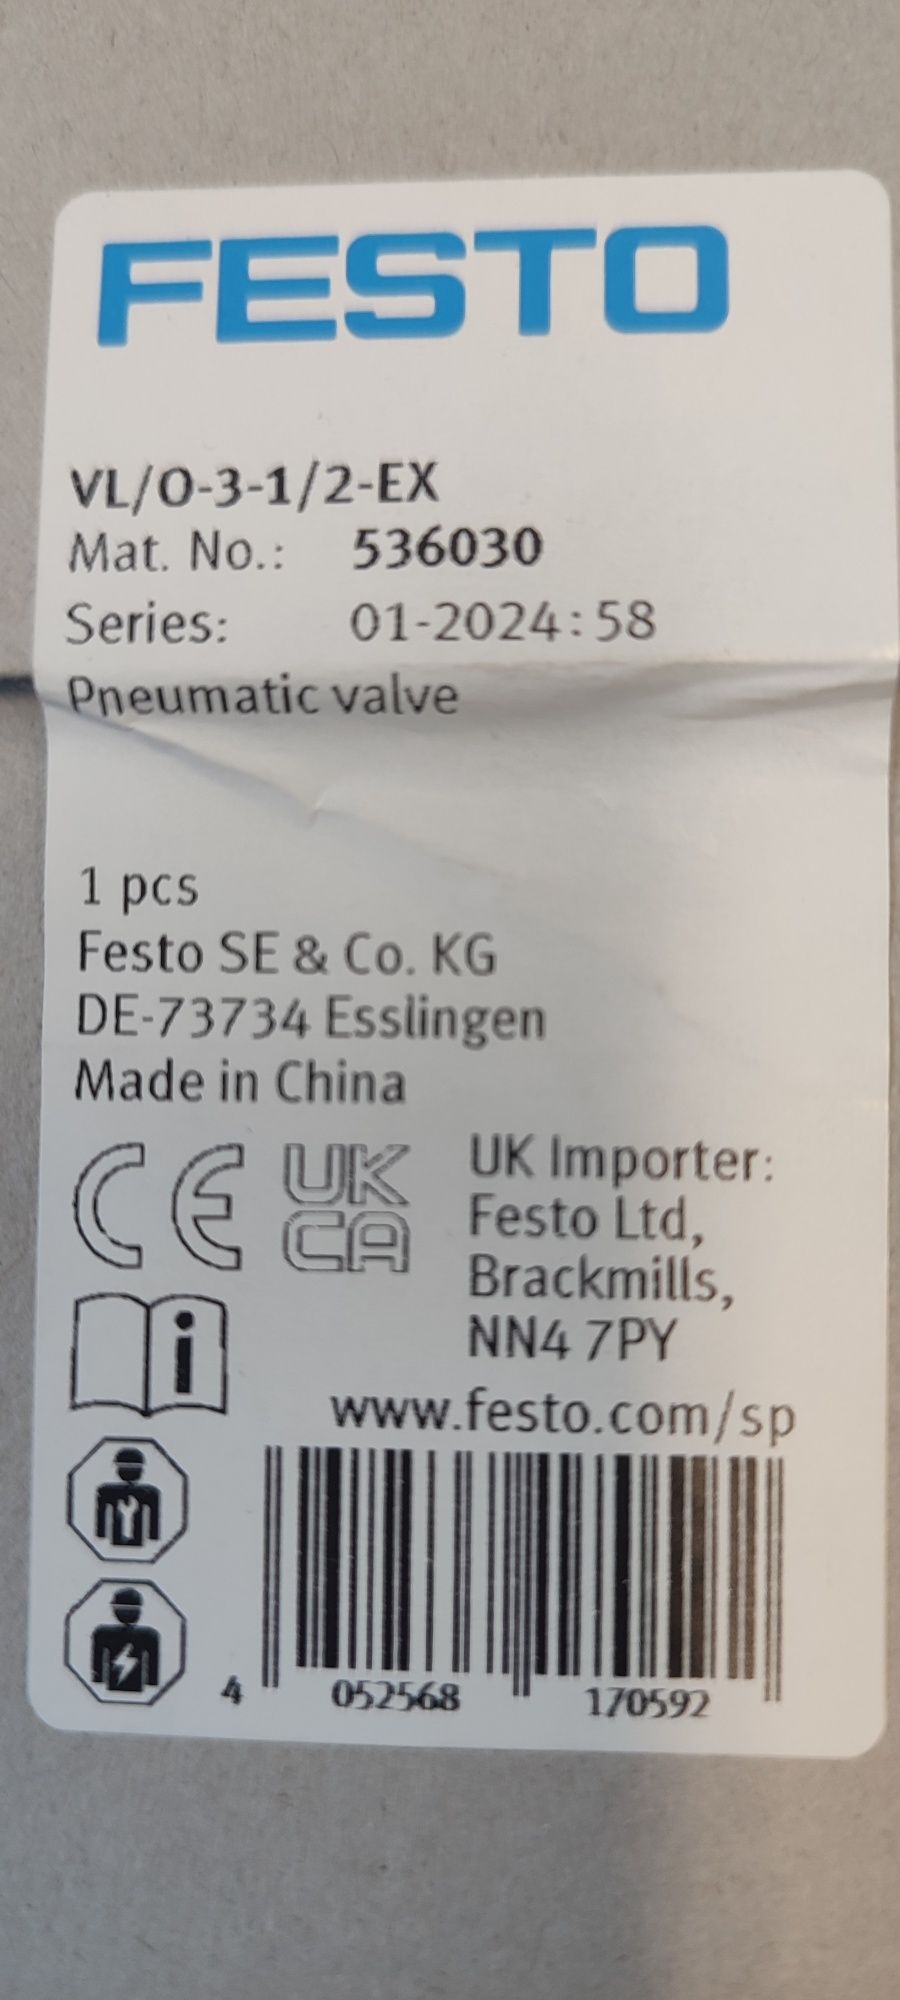 FESTO
VL/O-3-1/2-EX
Mat. No.: 536030
Series: 01-2024:58
Pneumatic valve
1 pcs
Festo SE & Co. KG
DE-73734 Esslingen
Made in China
CE
UK
CA
UK Importer:
Festo Ltd,
Brackmills,
NN4 7PY
i
www.festo.com/sp
4 052568 170592